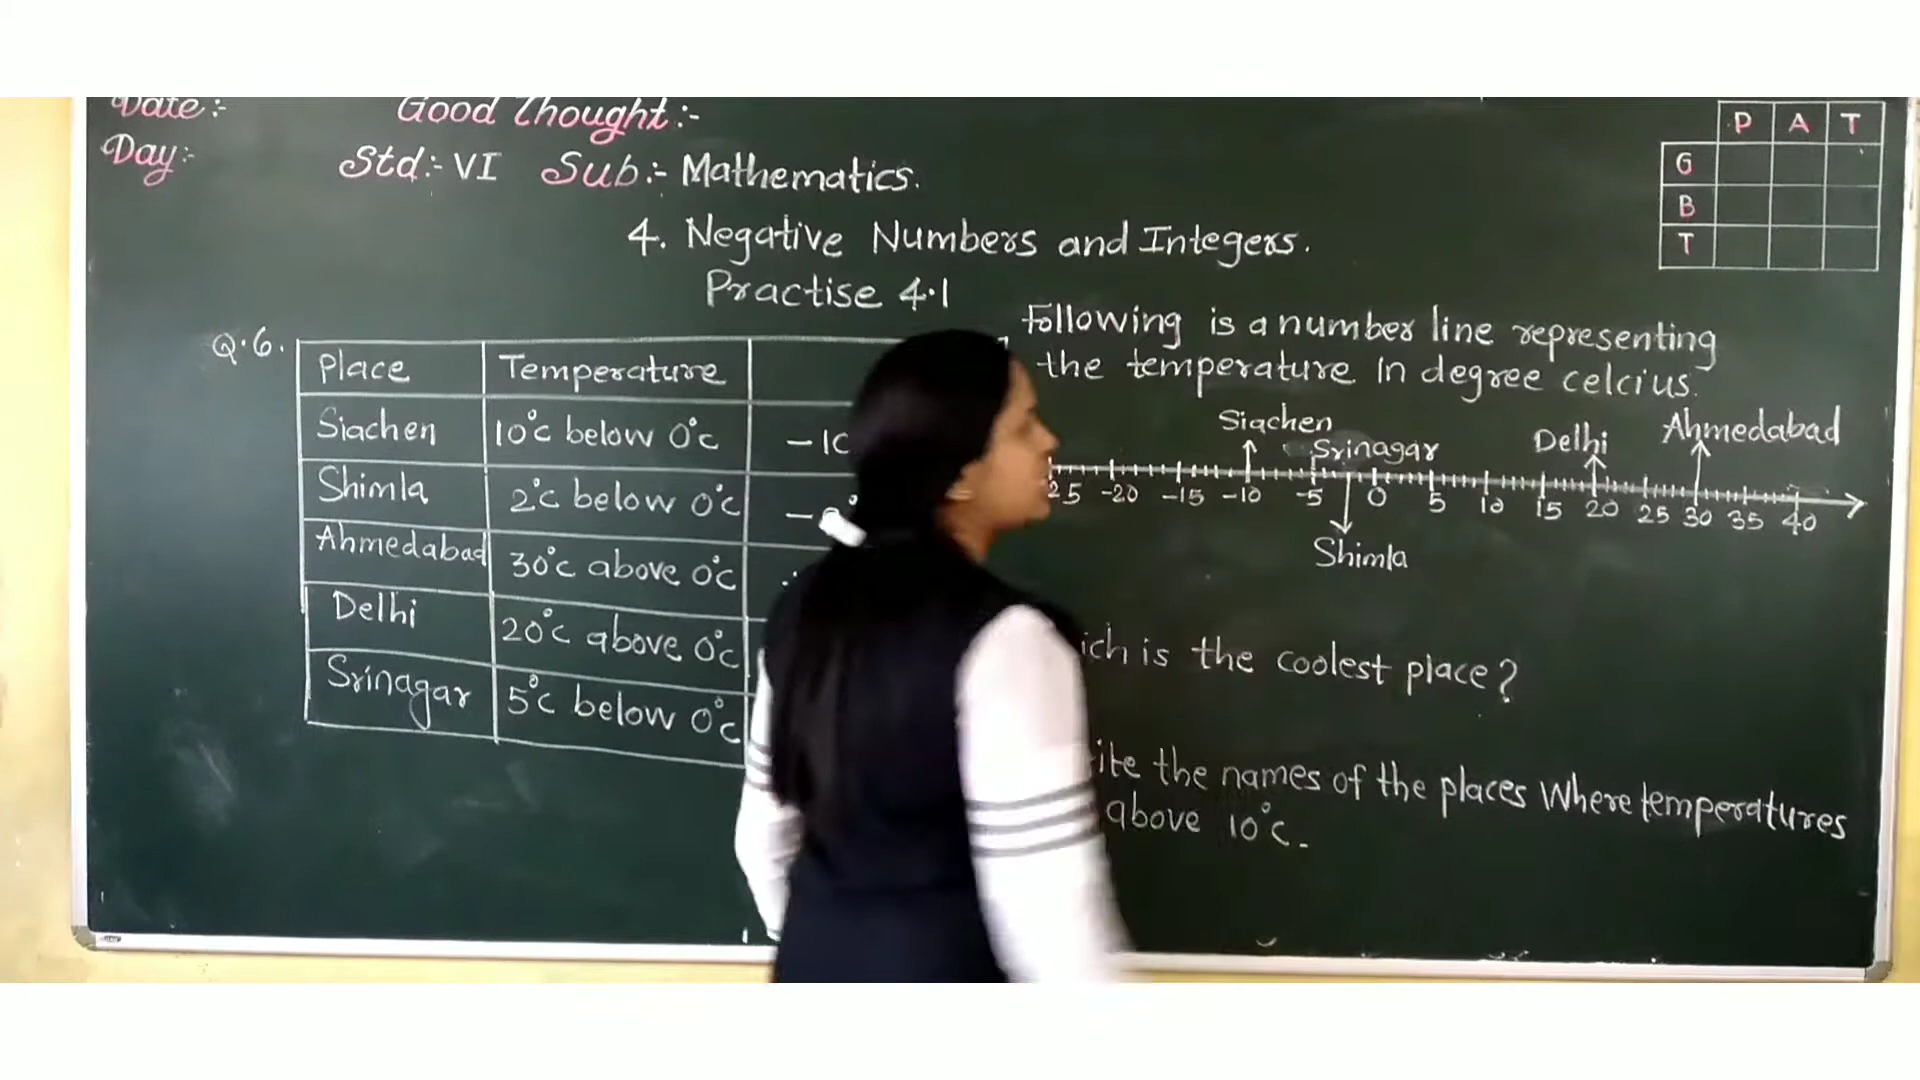 Date:- Good Thought:-
Day:- Std:- VI Sub:- Mathematics.
P A T
G
B
T
4. Negative Numbers and Integers.
Practise 4.1
Q.6.
Place Temperature
Siachen 10°c below 0°c
Shimla 2°c below 0°c
Ahmedabad 30°c above 0°c
Delhi 20°c above 0°c
Srinagar 5°c below 0°c
Following is a number line representing
the temperature in degree celcius.
Siachen Srinagar Delhi Ahmedabad
25 -20 -15 -10 -5 0 5 10 15 20 25 30 35 40
Shimla
is the coolest place?
the names of the places where temperatures
above 10°c.